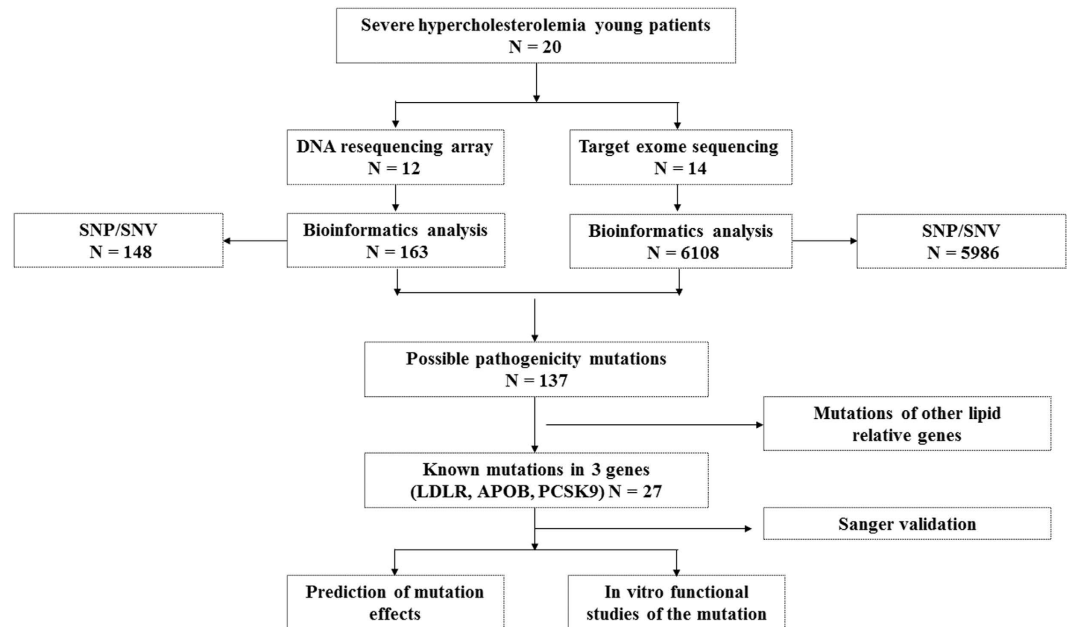 Severe hypercholesterolemia young patients
N = 20
DNA resequencing array
N = 12
Target exome sequencing
N = 14
SNP/SNV
N = 148
Bioinformatics analysis
N = 163
Bioinformatics analysis
N = 6108
SNP/SNV
N = 5986
Possible pathogenicity mutations
N = 137
Mutations of other lipid
relative genes
Known mutations in 3 genes
(LDLR, APOB, PCSK9) N = 27
Sanger validation
Prediction of mutation
effects
In vitro functional
studies of the mutation